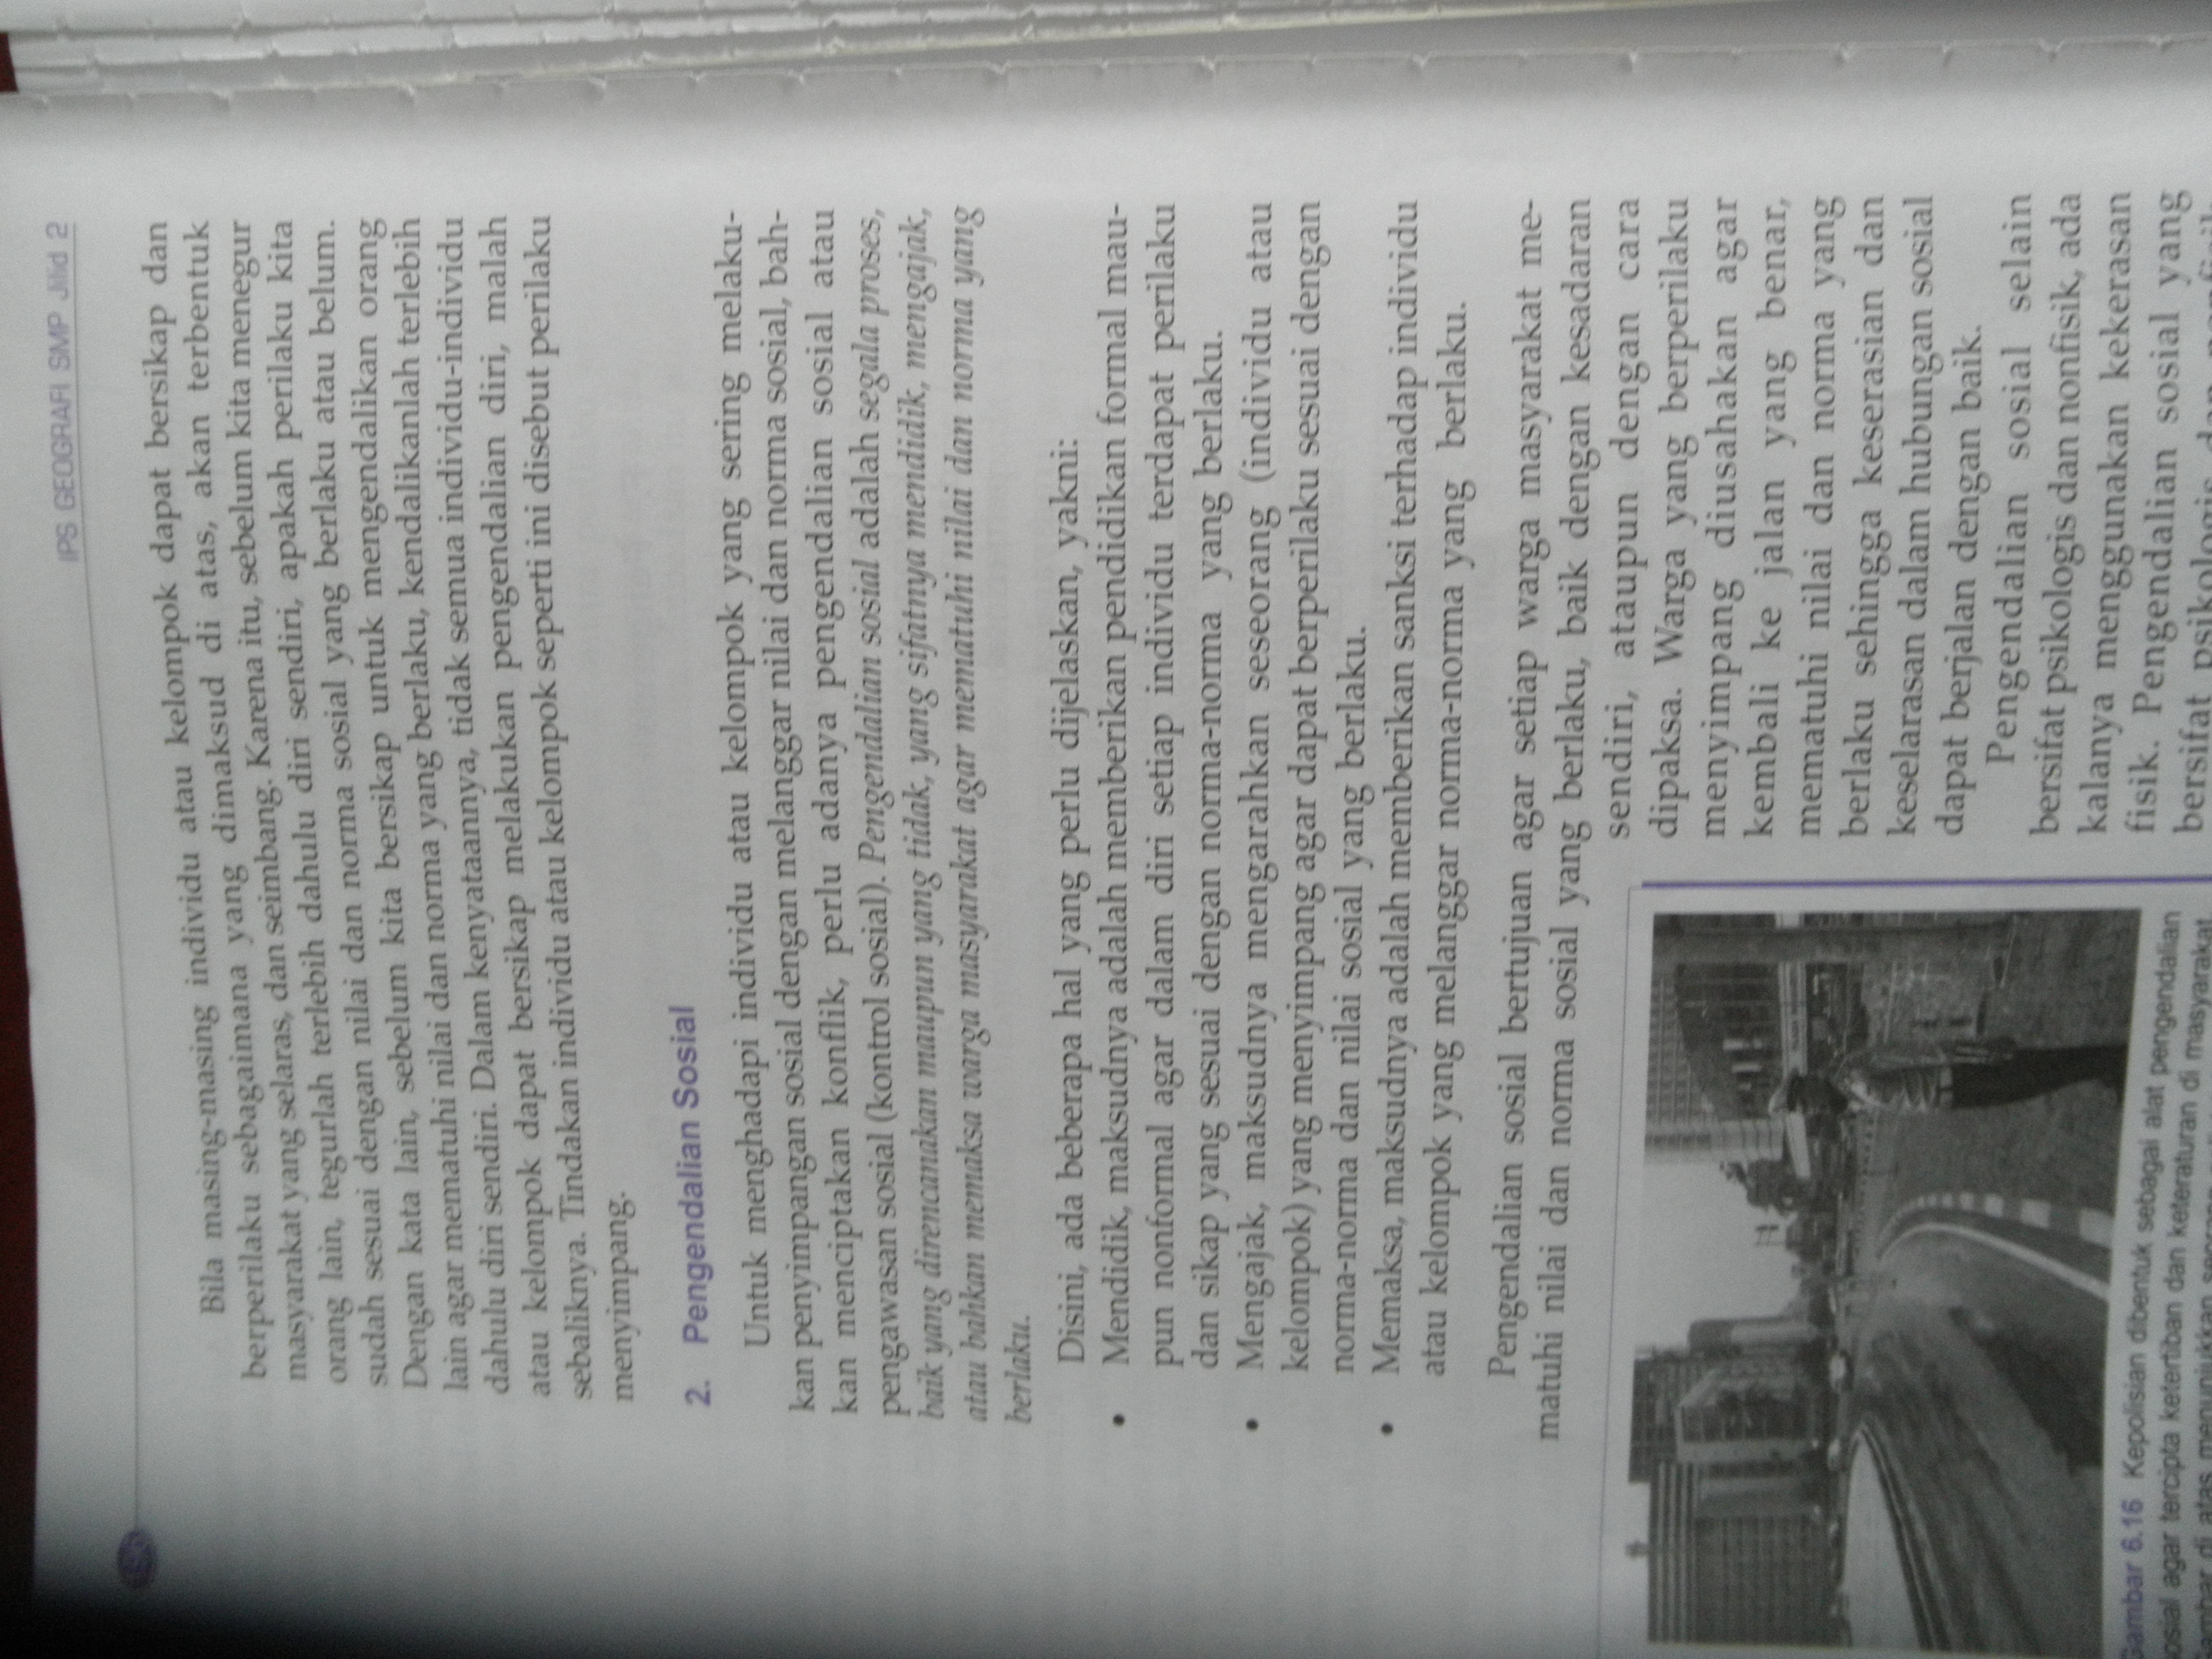 IPS GEOGRAFI SMP Jilid 2
Bila masing-masing individu atau kelompok dapat bersikap dan
berperilaku sebagaimana yang dimaksud di atas, akan terbentuk
masyarakat yang selaras, dan seimbang. Karena itu, sebelum kita menegur
orang lain, tegurlah terlebih dahulu diri sendiri, apakah perilaku kita
sudah sesuai dengan nilai dan norma sosial yang berlaku atau belum.
Dengan kata lain, sebelum kita bersikap untuk mengendalikan orang
lain agar mematuhi nilai dan norma yang berlaku, kendalikanlah terlebih
dahulu diri sendiri. Dalam kenyataannya, tidak semua individu-individu
atau kelompok dapat bersikap melakukan pengendalian diri, malah
sebaliknya. Tindakan individu atau kelompok seperti ini disebut perilaku
menyimpang.
2. Pengendalian Sosial
Untuk menghadapi individu atau kelompok yang sering melaku-
kan penyimpangan sosial dengan melanggar nilai dan norma sosial, bah-
kan menciptakan konflik, perlu adanya pengendalian sosial atau
pengawasan sosial (kontrol sosial). Pengendalian sosial adalah segala proses,
baik yang direncanakan maupun yang tidak, yang sifatnya mendidik, mengajak,
atau bahkan memaksa warga masyarakat agar mematuhi nilai dan norma yang
berlaku.
Disini, ada beberapa hal yang perlu dijelaskan, yakni:
• Mendidik, maksudnya adalah memberikan pendidikan formal mau-
pun nonformal agar dalam diri setiap individu terdapat perilaku
dan sikap yang sesuai dengan norma-norma yang berlaku.
• Mengajak, maksudnya mengarahkan seseorang (individu atau
kelompok) yang menyimpang agar dapat berperilaku sesuai dengan
norma-norma dan nilai sosial yang berlaku.
• Memaksa, maksudnya adalah memberikan sanksi terhadap individu
atau kelompok yang melanggar norma-norma yang berlaku.
Pengendalian sosial bertujuan agar setiap warga masyarakat me-
matuhi nilai dan norma sosial yang berlaku, baik dengan kesadaran
sendiri, ataupun dengan cara
dipaksa. Warga yang berperilaku
menyimpang diusahakan agar
kembali ke jalan yang benar,
mematuhi nilai dan norma yang
berlaku sehingga keserasian dan
keselarasan dalam hubungan sosial
dapat berjalan dengan baik.
Pengendalian sosial selain
bersifat psikologis dan nonfisik, ada
kalanya menggunakan kekerasan
fisik. Pengendalian sosial yang
bersifat psikologis
Gambar 6.16 Kepolisian dibentuk sebagai alat pengendalian
sosial agar tercipta ketertiban dan keteraturan di masyarakat.
Gambar di atas menunjukkan